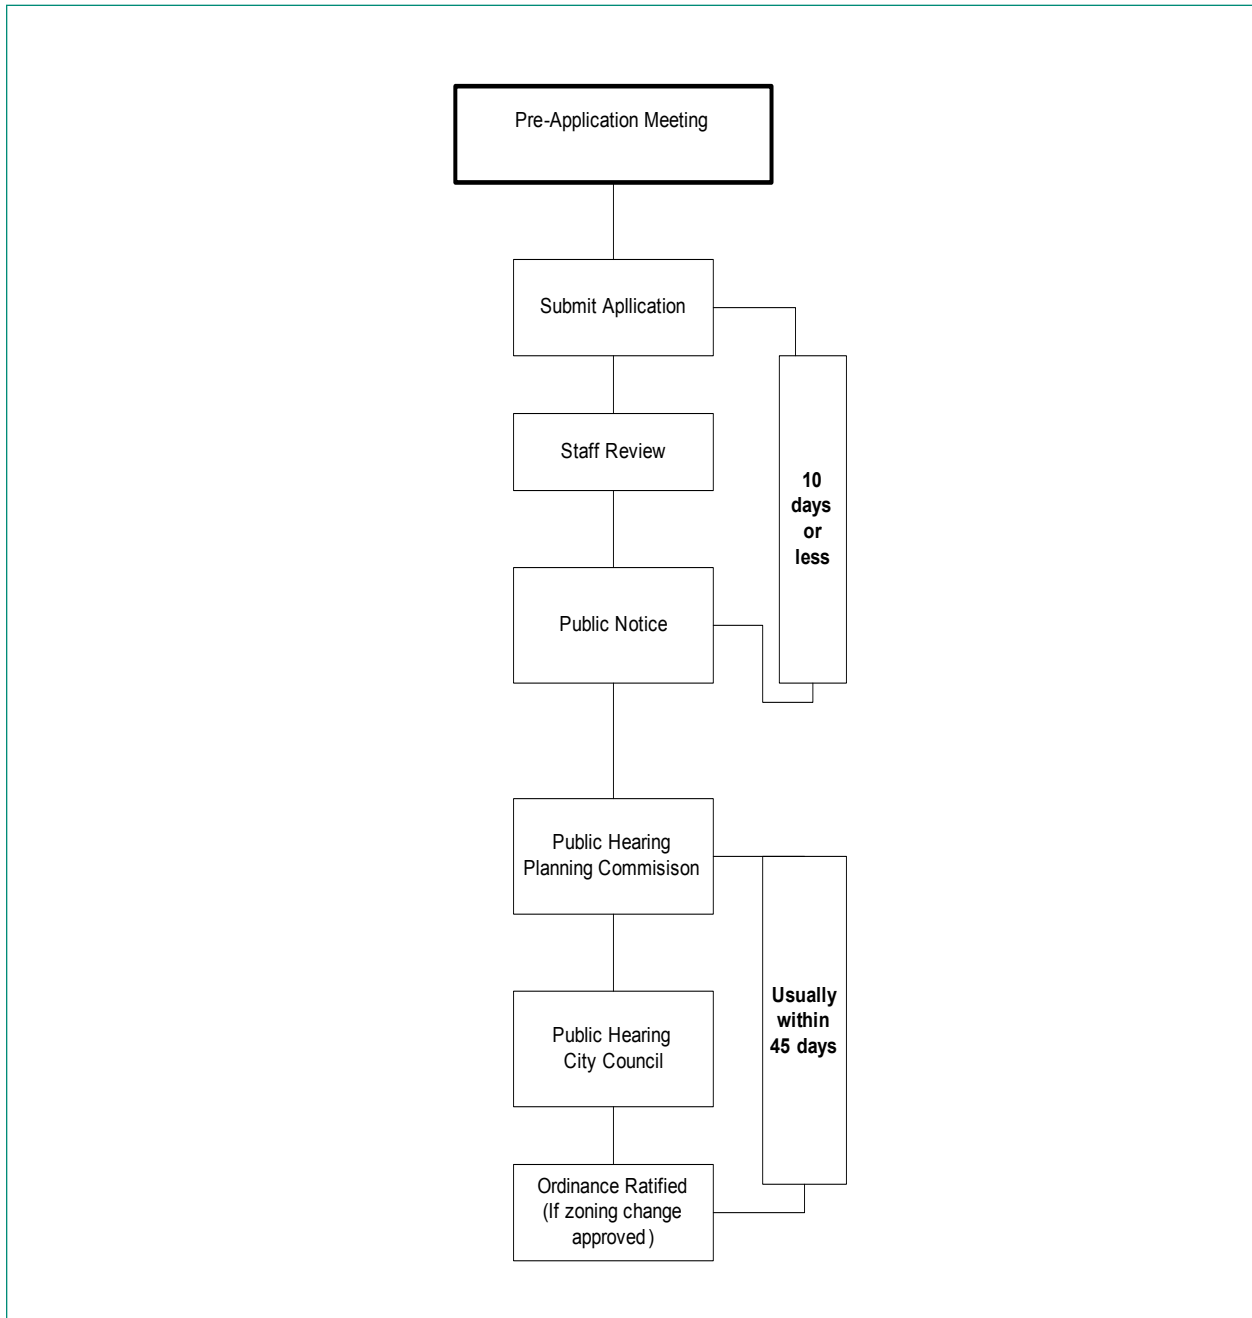 Pre-Application Meeting
Submit Apllication
Staff Review
10
days
or
less
Public Notice
Public Hearing
Planning Commisison
Usually
within
45 days
Public Hearing
City Council
Ordinance Ratified
(If zoning change
approved)